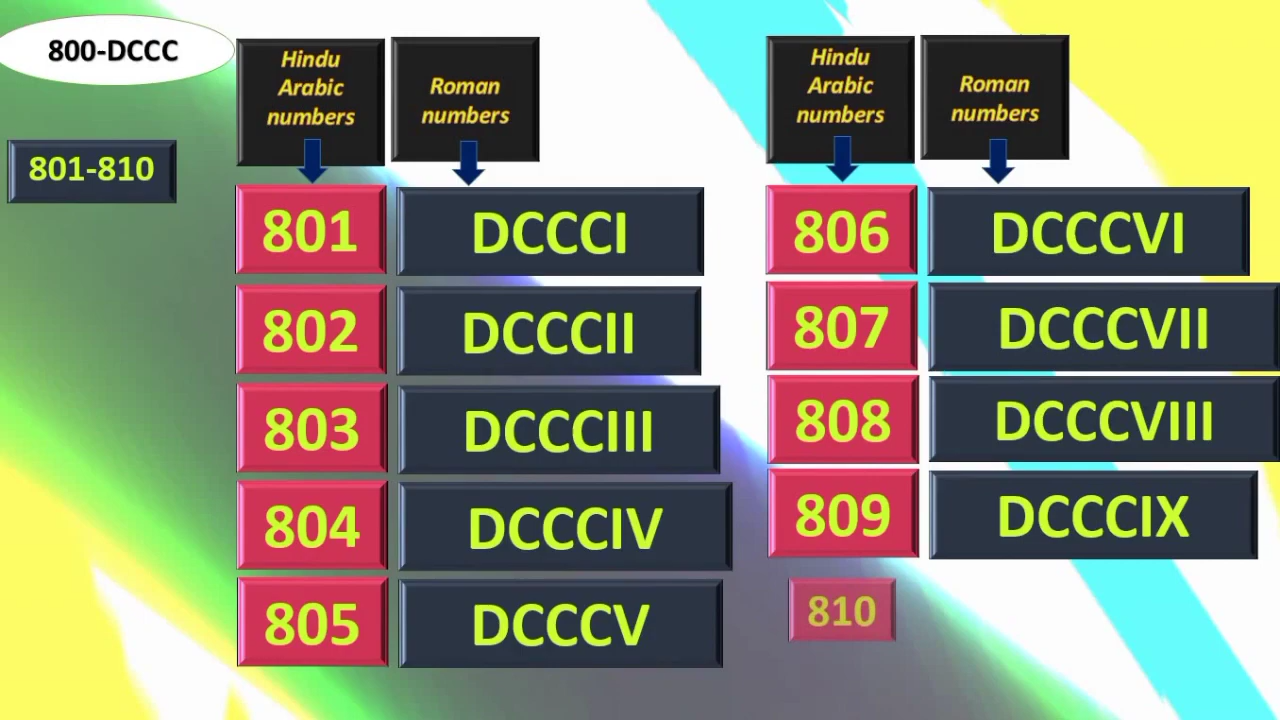 800-DCCC
801-810
Hindu
Arabic
numbers
Roman
numbers
801
DCCCI
802
DCCCII
803
DCCCIII
804
DCCCIV
805
DCCCV
Hindu
Arabic
numbers
Roman
numbers
806
DCCCVI
807
DCCCVII
808
DCCCVIII
809
DCCCIX
810